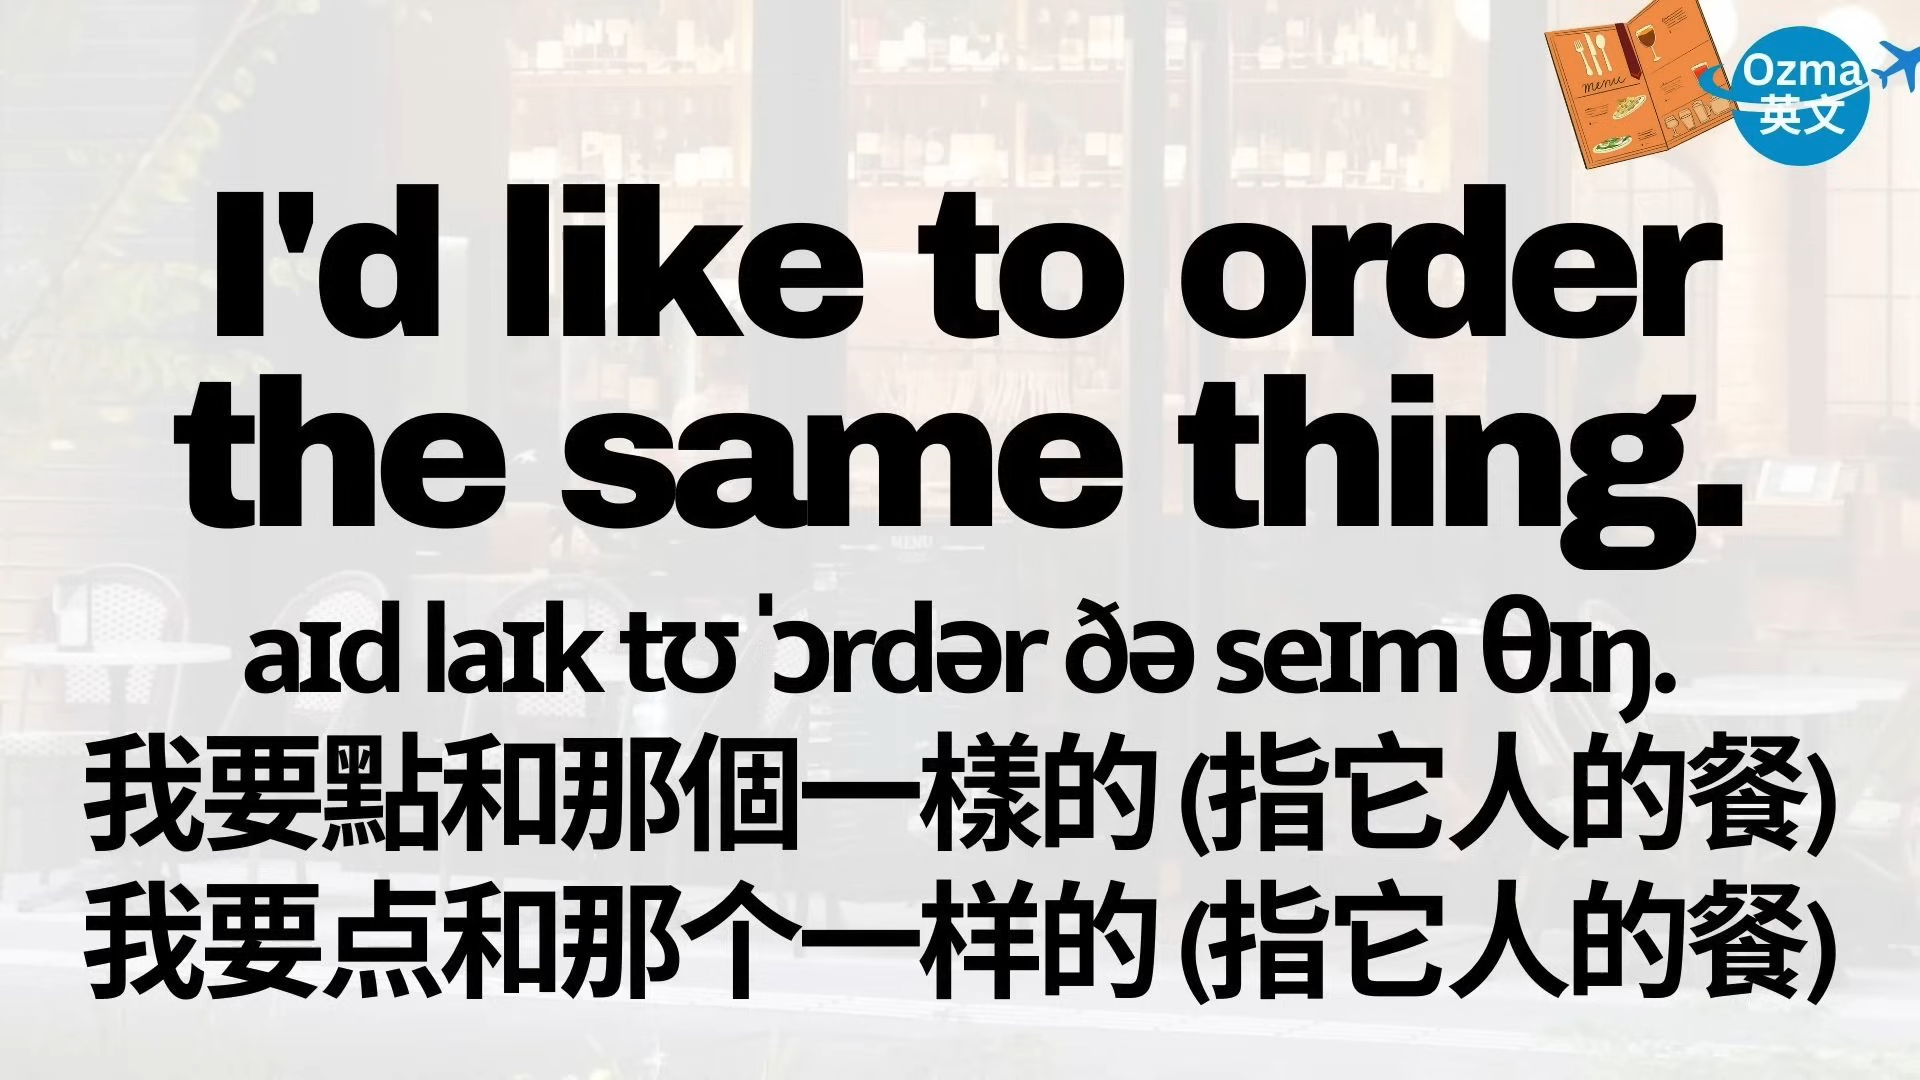 menu
Ozma
英文
I'd like to order
the same thing.
aɪd laɪk tʊ ˈɔrdər ðə seɪm θɪŋ.
我要點和那個一樣的 (指它人的餐)
我要点和那个一样的 (指它人的餐)
MENU